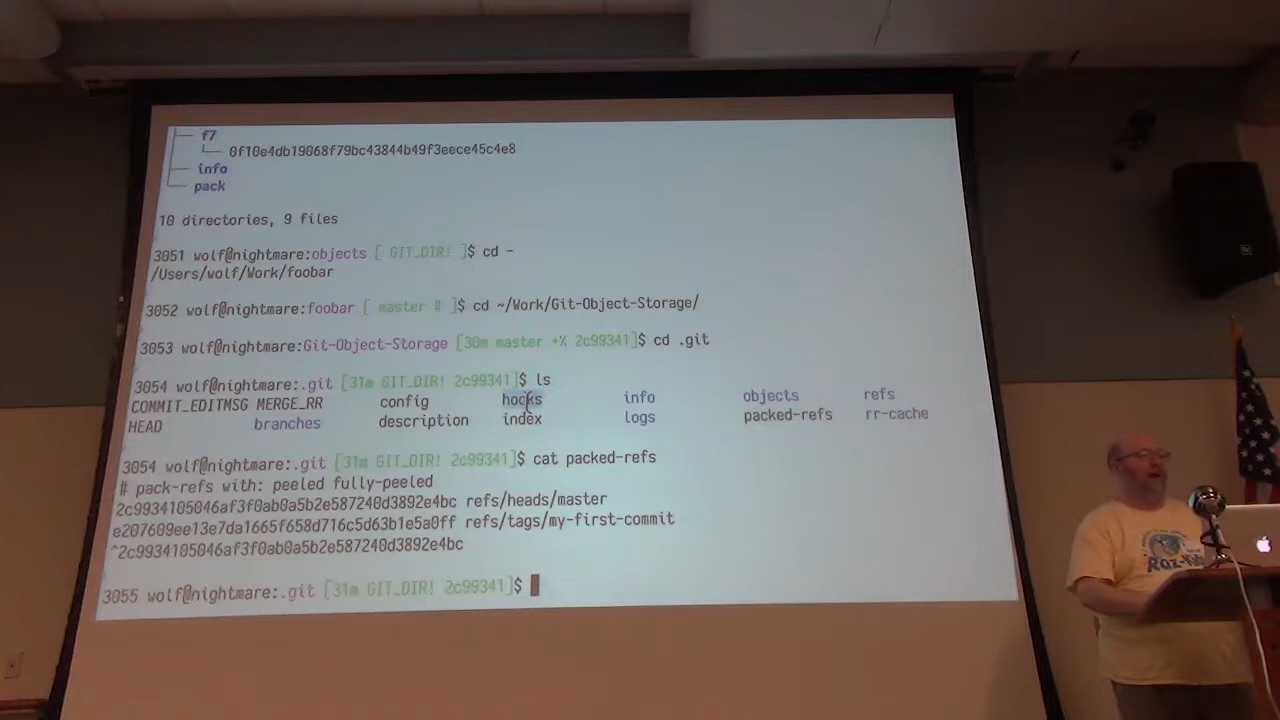 f7
0f10e4db19068f79bc43844b49f3eece45c4e8
info
pack
10 directories, 9 files
3051 wolf@nightmare:objects [ GIT_DIR! ]$ cd -
/Users/wolf/Work/foobar
3052 wolf@nightmare:foobar [ master # ]$ cd ~/Work/Git-Object-Storage/
3053 wolf@nightmare:Git-Object-Storage [30m master +% 2c99341]$ cd .git
3054 wolf@nightmare:.git [31m GIT_DIR! 2c99341]$ ls
COMMIT_EDITMSG MERGE_RR config hooks info objects refs
HEAD branches description index logs packed-refs rr-cache
3054 wolf@nightmare:.git [31m GIT_DIR! 2c99341]$ cat packed-refs
# pack-refs with: peeled fully-peeled
2c9934105046af3f0ab0a5b2e587240d3892e4bc refs/heads/master
e207609ee13e7da1665f658d716c5d63b1e5a0ff refs/tags/my-first-commit
^2c9934105046af3f0ab0a5b2e587240d3892e4bc
3055 wolf@nightmare:.git [31m GIT_DIR! 2c99341]$